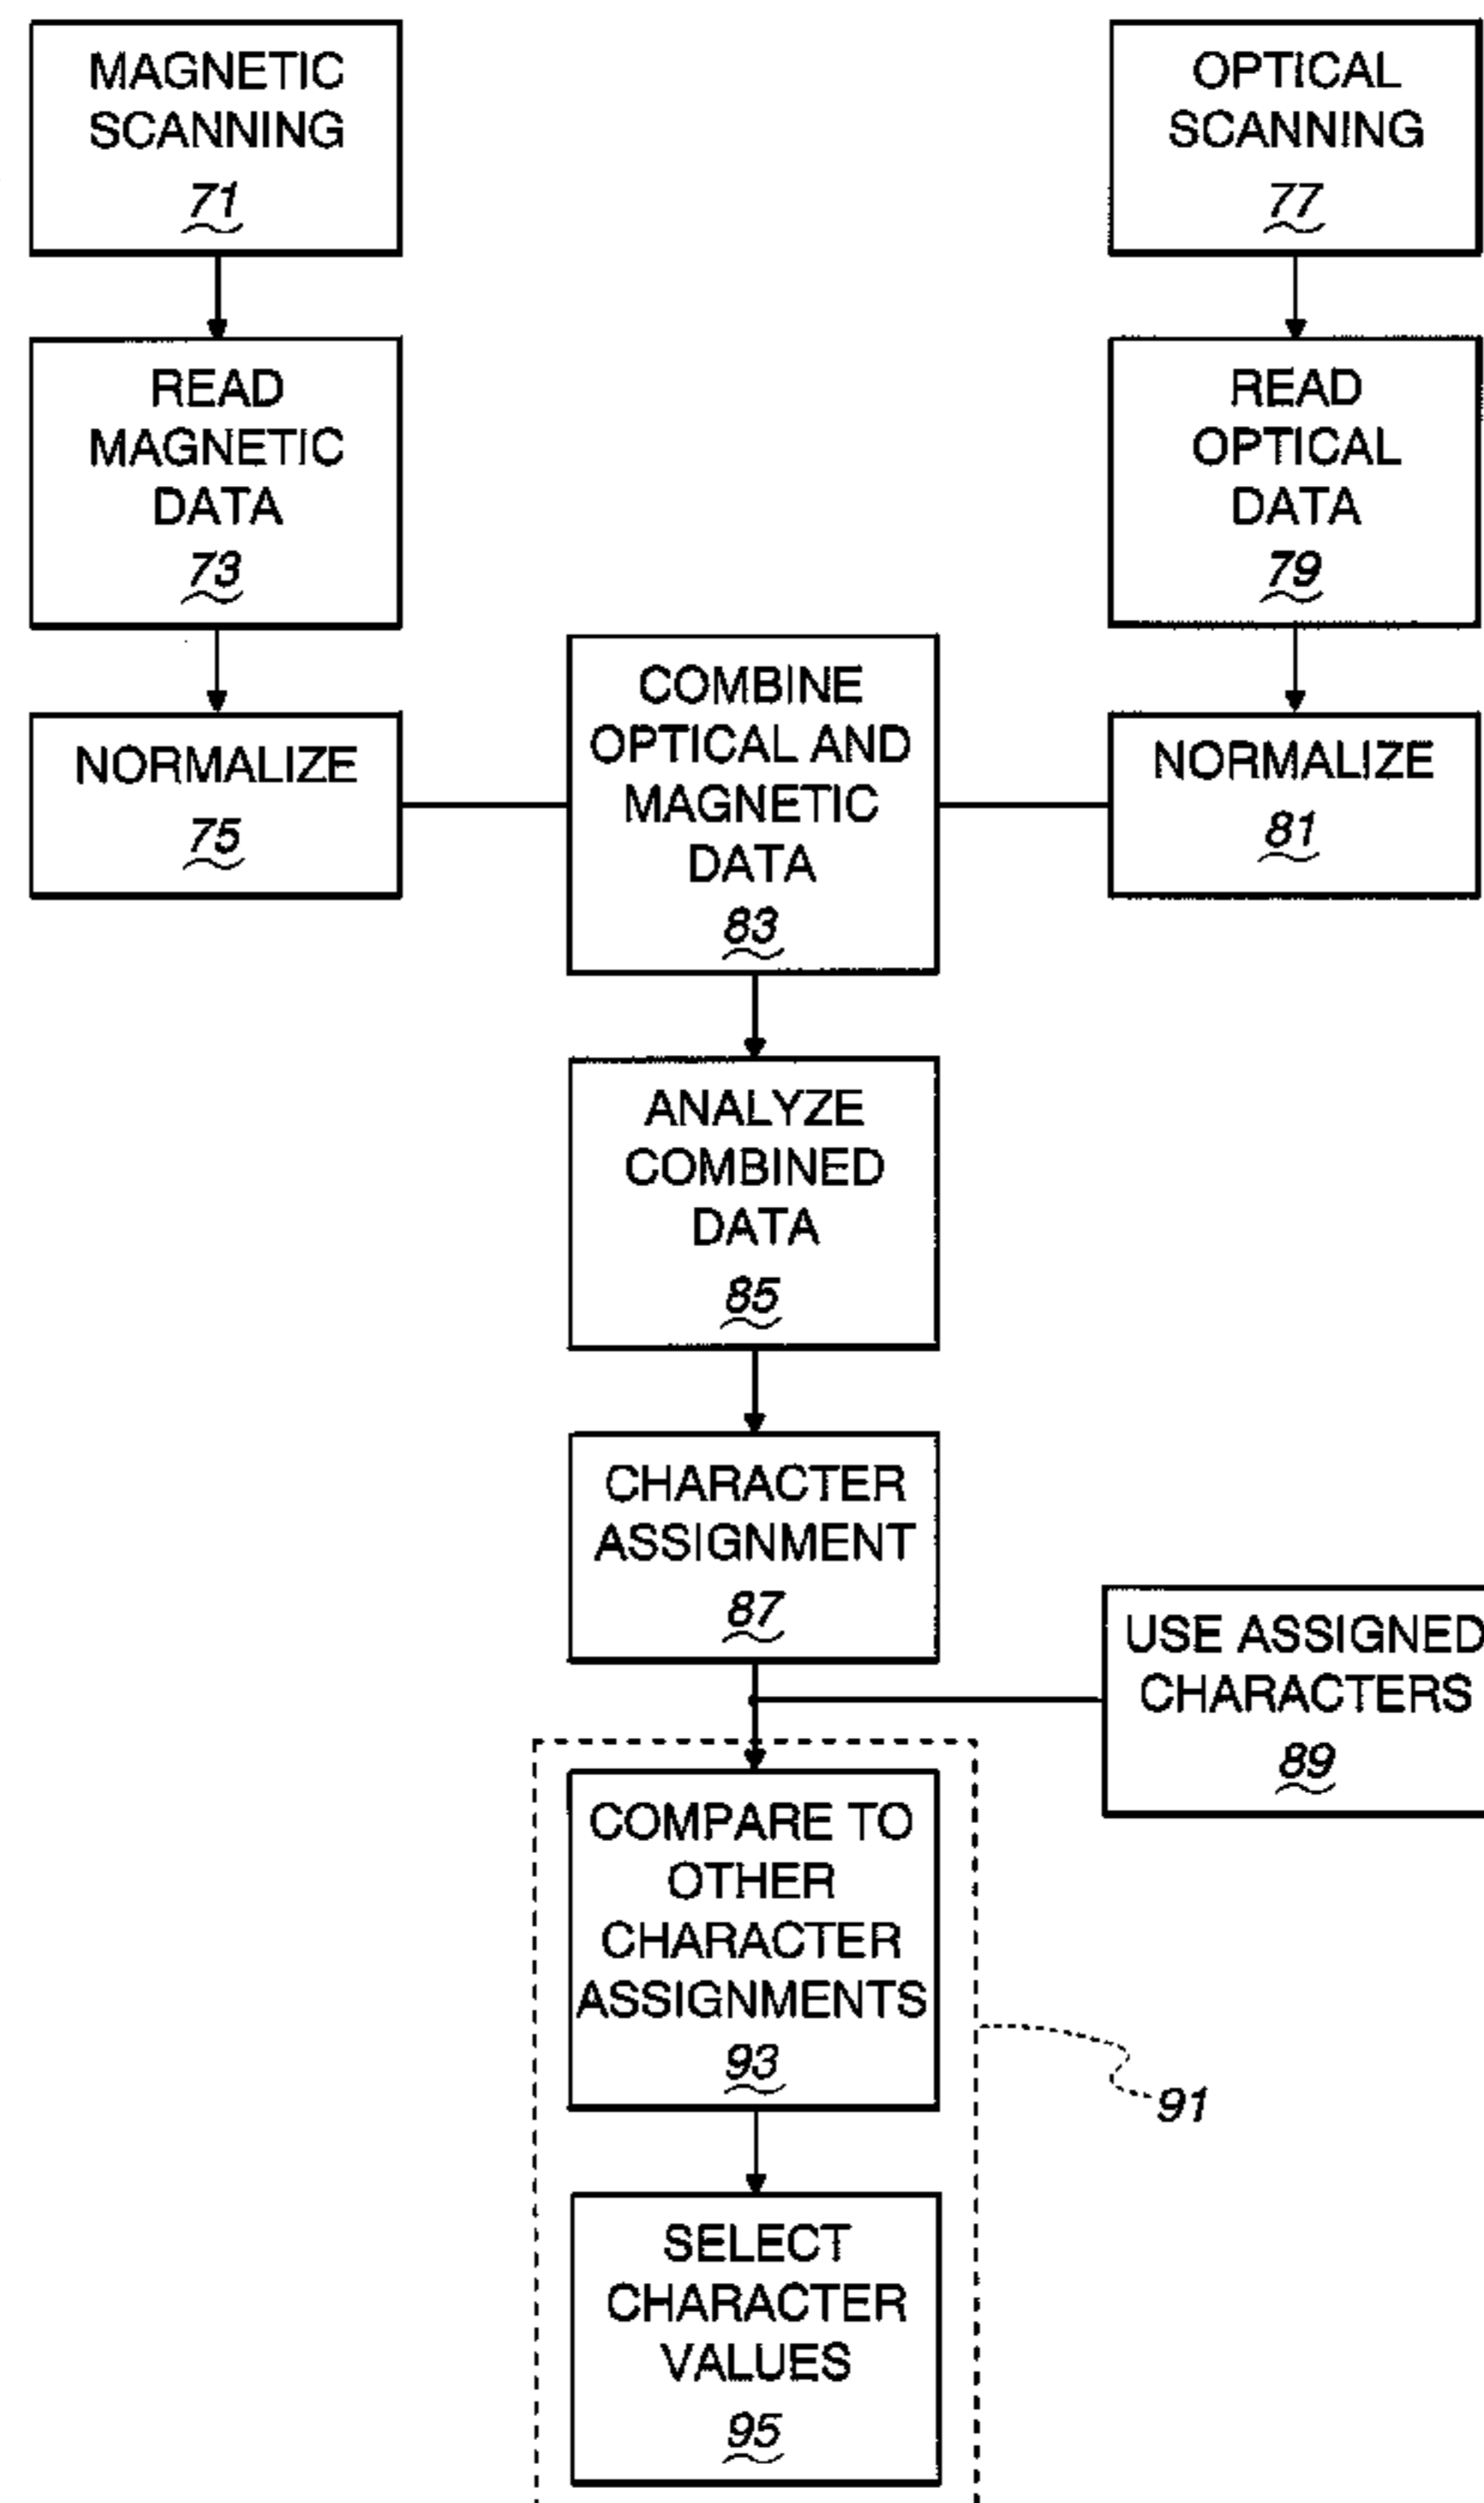 MAGNETIC
SCANNING
71
READ
MAGNETIC
DATA
73
NORMALIZE
75
OPTICAL
SCANNING
77
READ
OPTICAL
DATA
79
NORMALIZE
81
COMBINE
OPTICAL AND
MAGNETIC
DATA
83
ANALYZE
COMBINED
DATA
85
CHARACTER
ASSIGNMENT
87
USE ASSIGNED
CHARACTERS
89
COMPARE TO
OTHER
CHARACTER
ASSIGNMENTS
93
91
SELECT
CHARACTER
VALUES
95